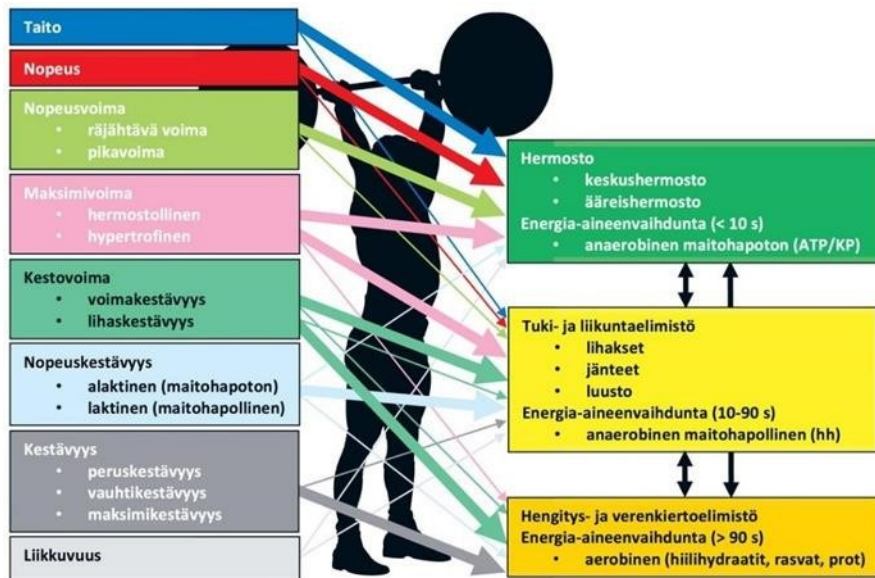 Taito
Nopeus
Nopeusvoima
• räjähtävä voima
• pikavoima
Maksimivoima
• hermostollinen
• hypertrofinen
Kestovoima
• voimakestävyys
• lihaskestävyys
Nopeuskestävyys
• alaktinen (maitohapoton)
• laktinen (maitohapollinen)
Kestävyys
• peruskestävyys
• vauhtikestävyys
• maksimikestävyys
Liikkuvuus
Hermosto
• keskushermosto
• ääreishermosto
Energia-aineenvaihdunta (< 10 s)
• anaerobinen maitohapoton (ATP/KP)
Tuki- ja liikuntaelimistö
• lihakset
• jänteet
• luusto
Energia-aineenvaihdunta (10-90 s)
• anaerobinen maitohapollinen (hh)
Hengitys- ja verenkiertoelimistö
Energia-aineenvaihdunta (> 90 s)
• aerobinen (hiilihydraatit, rasvat, prot)